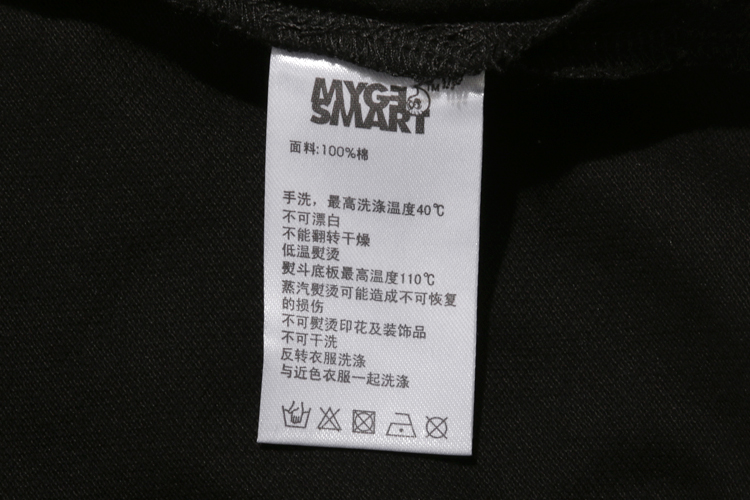 MYGE
SMART
面料:100%棉
手洗，最高洗涤温度40℃
不可漂白
不能翻转干燥
低温熨烫
熨斗底板最高温度110℃
蒸汽熨烫可能造成不可恢复
的损伤
不可熨烫印花及装饰品
不可干洗
反转衣服洗涤
与近色衣服一起洗涤